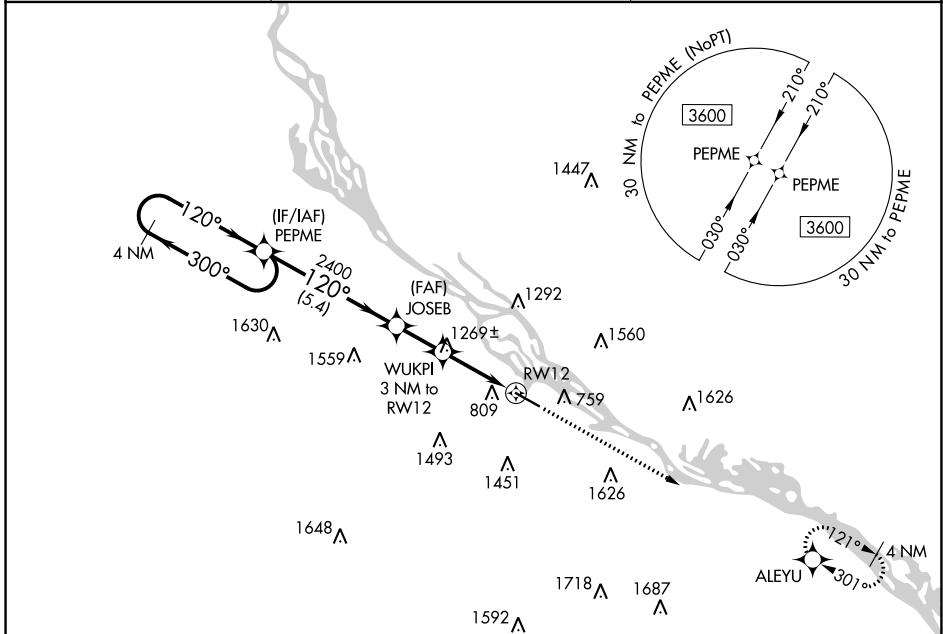 30 NM to PEPME (NoPT)
210°
210°
3600
PEPME
PEPME
3600
030°
030°
30 NM to PEPME
1447
120°
(IF/IAF)
PEPME
4 NM
300°
2400
120°
(5.4)
(FAF)
JOSEB
1292
1630
1269±
1560
1559
WUKPI
3 NM to
RW12
RW12
809
759
1626
1493
1451
1626
1648
121°
4 NM
ALEYU
301°
1718
1687
1592